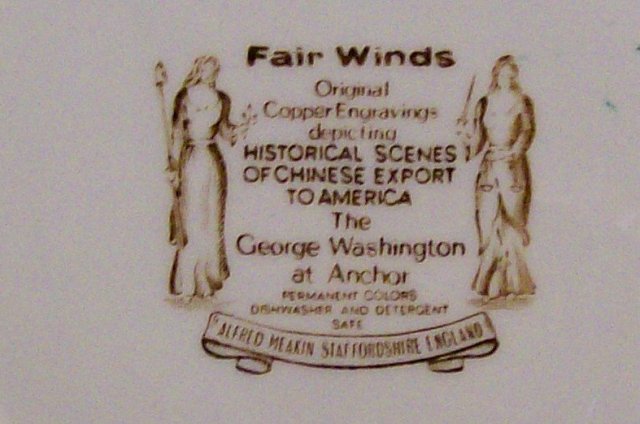 Fair Winds
Original
Copper Engravings
depicting
HISTORICAL SCENES
OF CHINESE EXPORT
TO AMERICA
The
George Washington
at Anchor
PERMANENT COLORS
DISHWASHER AND DETERGENT
SAFE
ALFRED MEAKIN STAFFORDSHIRE ENGLAND